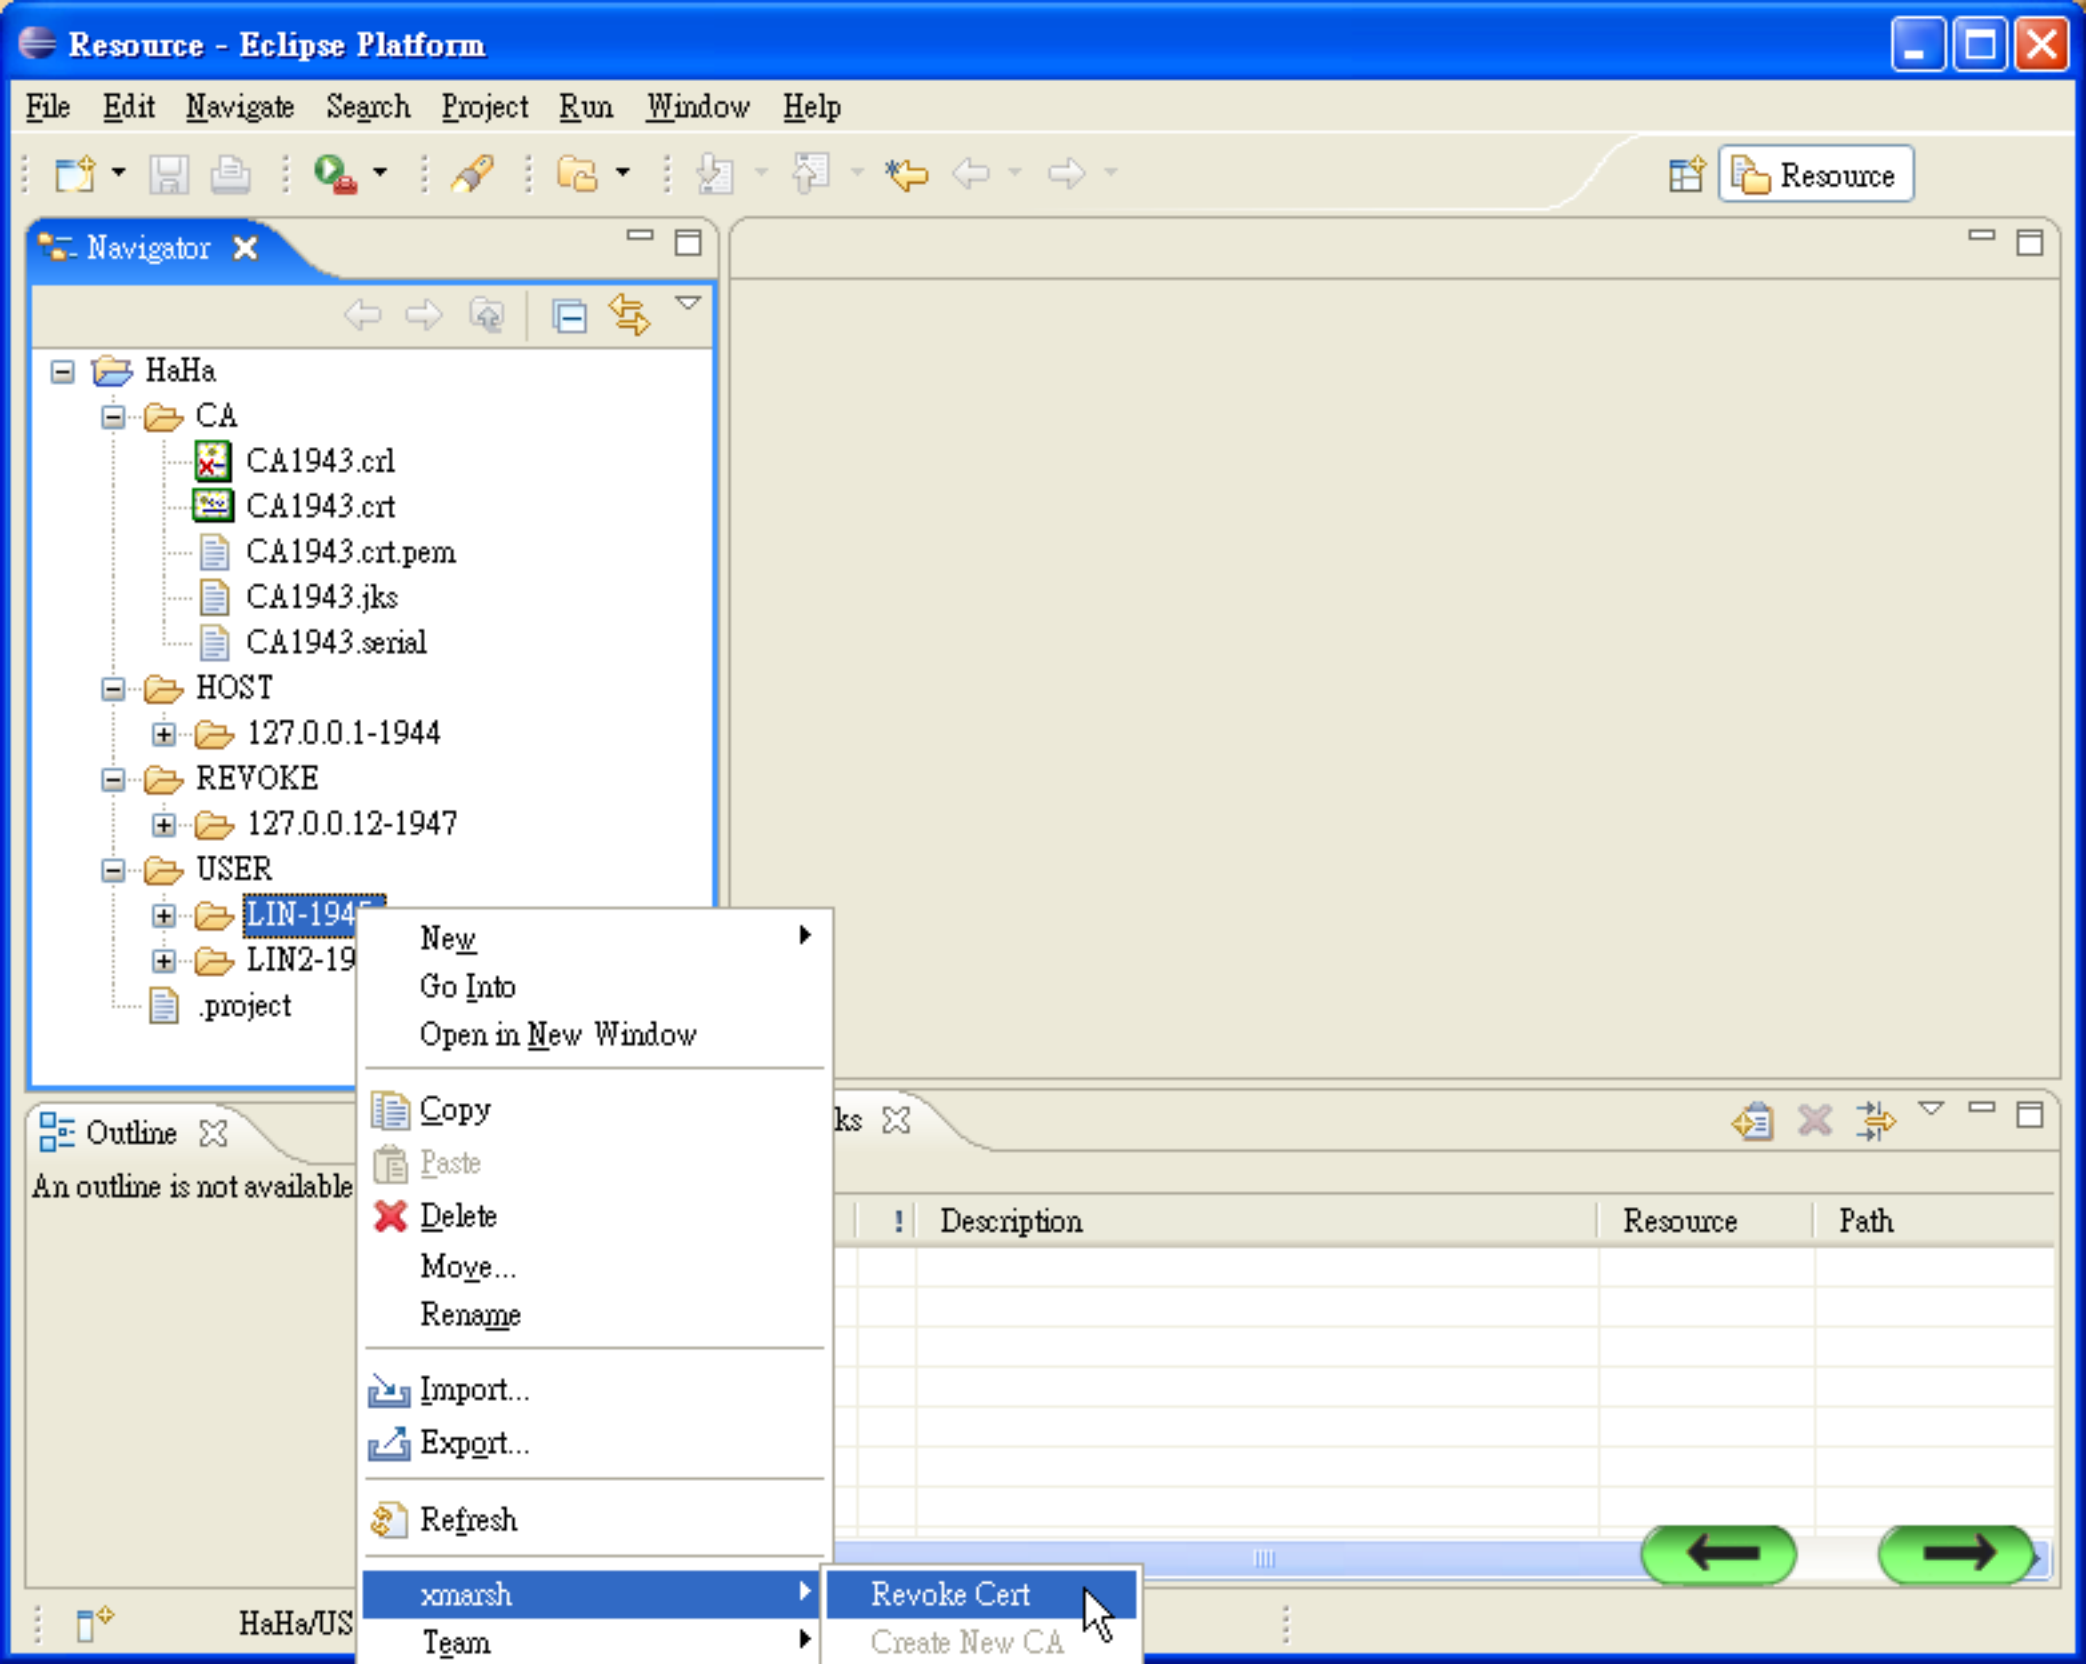 Resource - Eclipse Platform
File Edit Navigate Search Project Run Window Help
Resource
Navigator
HaHa
CA
CA1943.crl
CA1943.crt
CA1943.crt.pem
CA1943.jks
CA1943.serial
HOST
127.0.0.1-1944
REVOKE
127.0.0.12-1947
USER
LIN-1945
LIN2-19
.project
New
Go Into
Open in New Window
Copy
Paste
Delete
Move...
Rename
Import...
Export...
Refresh
xmarsh
Team
Revoke Cert
Create New CA
Outline
An outline is not available
ks
! Description Resource Path
HaHa/US